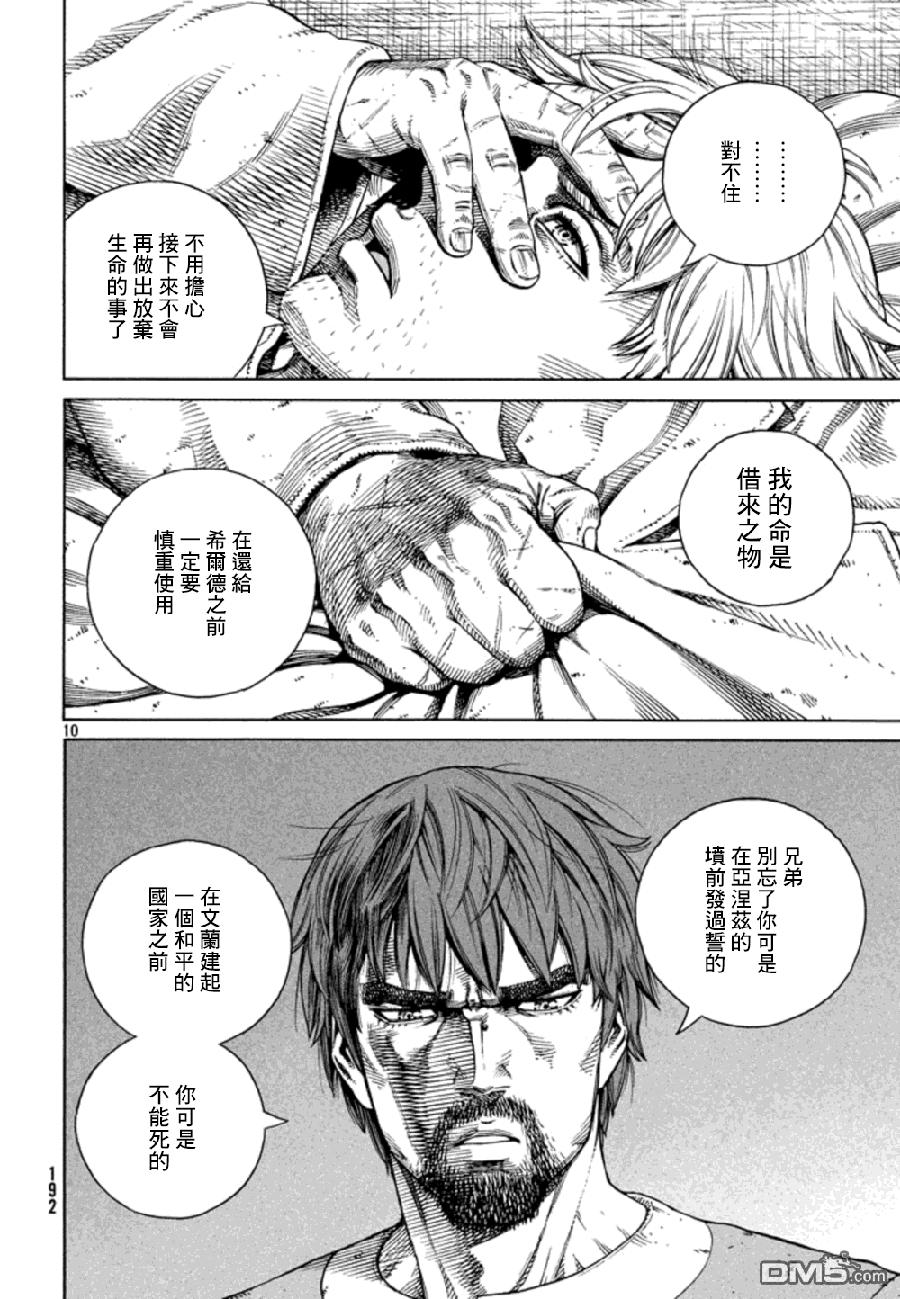 ………
………
對不住
不用擔心
接下來不會
再做出放棄
生命的事了
我的命是
借來之物
在還給
希爾德之前
一定要
慎重使用
10
兄弟
別忘了你可是
在亞涅茲的
墳前發過誓的
在文蘭建起
一個和平的
國家之前
你可是
不能死的
192
DM5.com